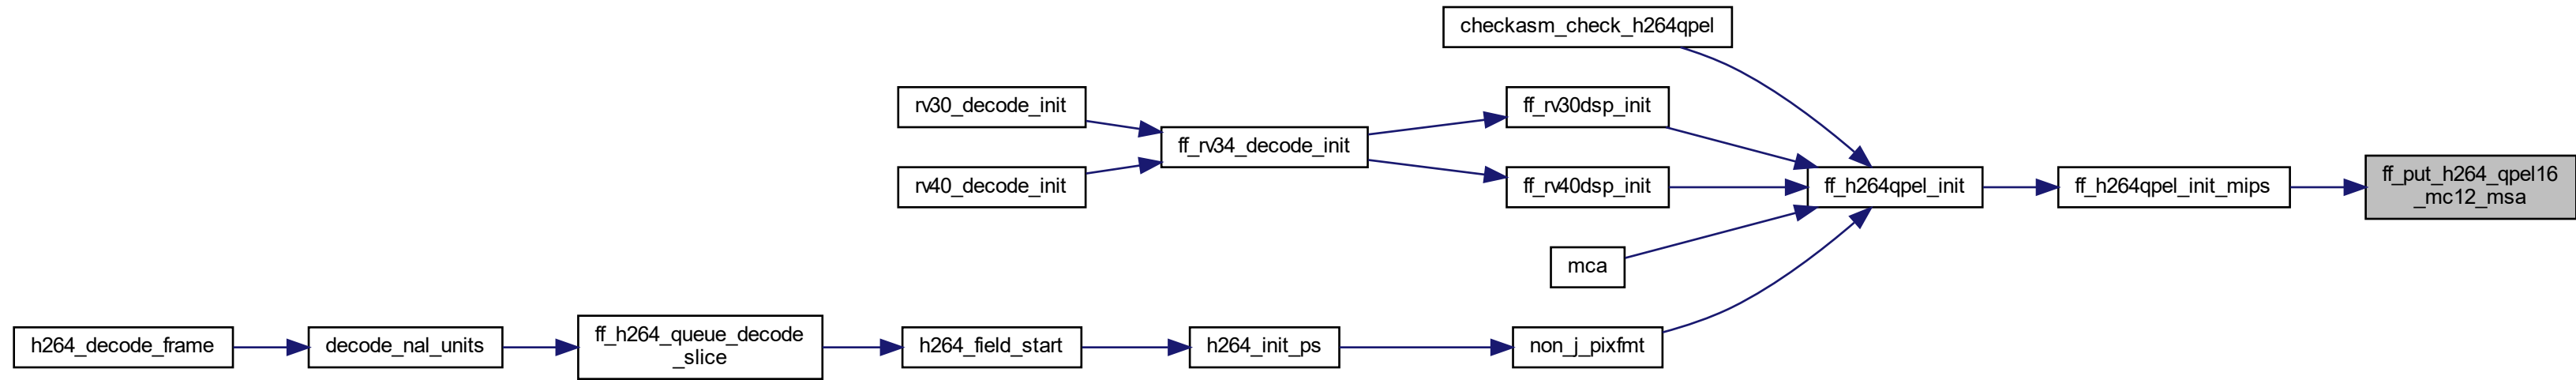 checkasm_check_h264qpel
rv30_decode_init
ff_rv30dsp_init
ff_rv34_decode_init
ff_put_h264_qpel16
_mc12_msa
rv40_decode_init
ff_rv40dsp_init
ff_h264qpel_init
ff_h264qpel_init_mips
mca
h264_decode_frame
decode_nal_units
ff_h264_queue_decode
_slice
h264_field_start
h264_init_ps
non_j_pixfmt